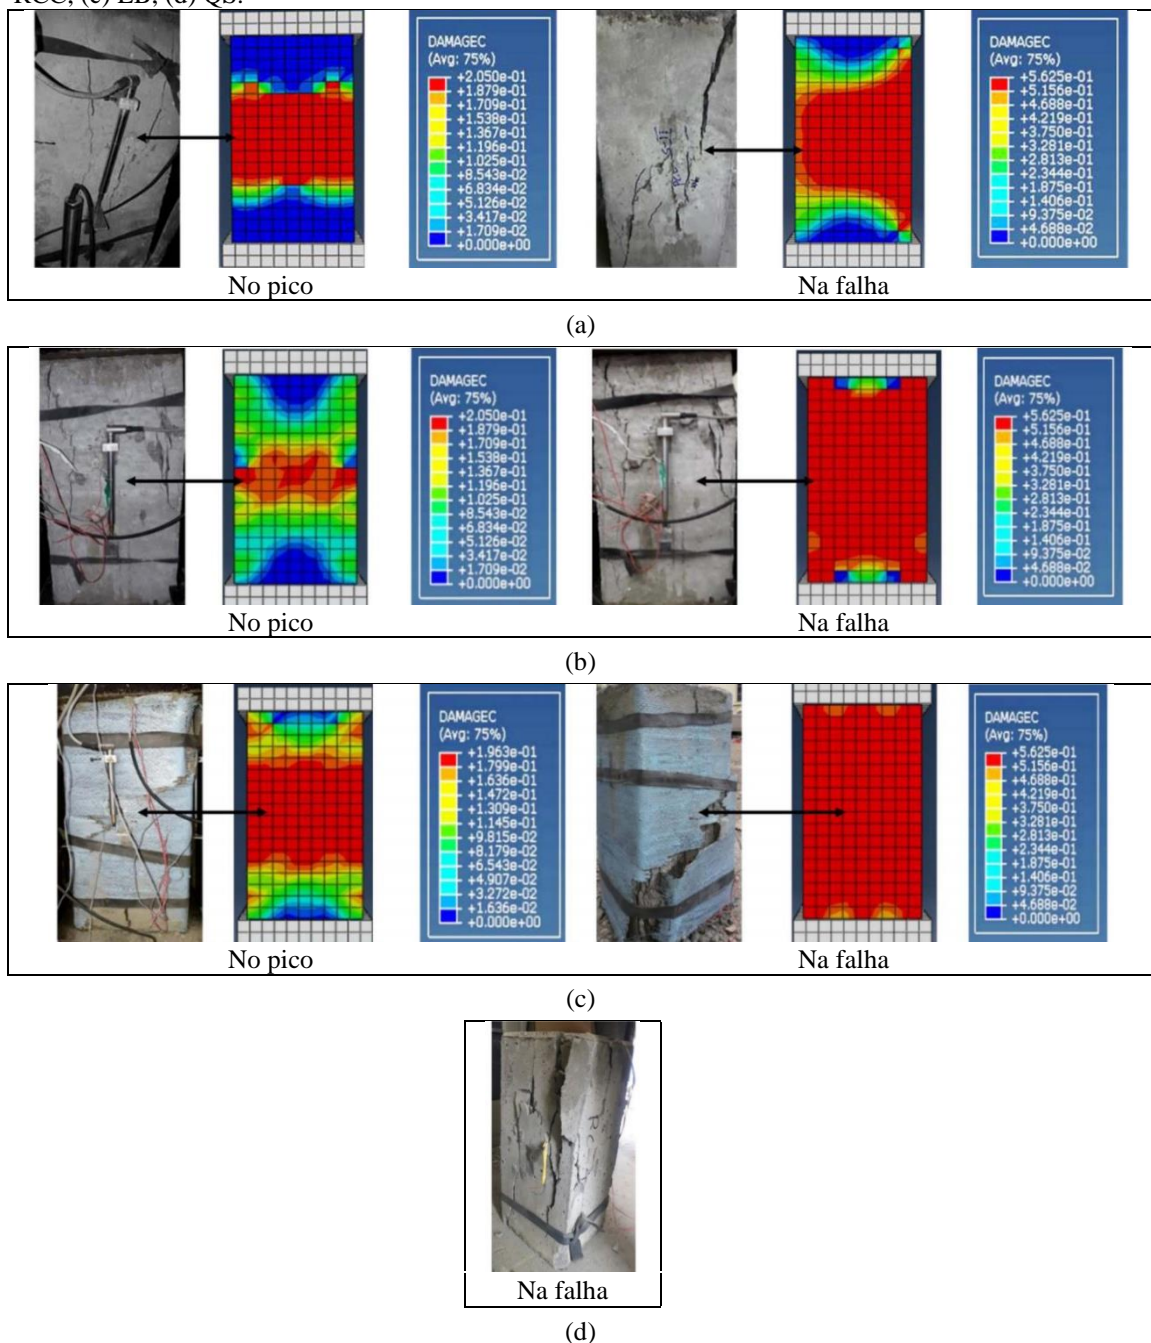 RCC, (c) EB, (d) QS.
DAMAGEC
(Avg: 75%)
+2.050e-01
+1.879e-01
+1.709e-01
+1.538e-01
+1.367e-01
+1.196e-01
+1.025e-01
+8.543e-02
+6.834e-02
+5.126e-02
+3.417e-02
+1.709e-02
+0.000e+00
DAMAGEC
(Avg: 75%)
+5.625e-01
+5.156e-01
+4.688e-01
+4.219e-01
+3.750e-01
+3.281e-01
+2.813e-01
+2.344e-01
+1.875e-01
+1.406e-01
+9.375e-02
+4.688e-02
+0.000e+00
No pico
Na falha
(a)
DAMAGEC
(Avg: 75%)
+2.050e-01
+1.879e-01
+1.709e-01
+1.538e-01
+1.367e-01
+1.196e-01
+1.025e-01
+8.543e-02
+6.834e-02
+5.126e-02
+3.417e-02
+1.709e-02
+0.000e+00
DAMAGEC
(Avg: 75%)
+5.625e-01
+5.156e-01
+4.688e-01
+4.219e-01
+3.750e-01
+3.281e-01
+2.813e-01
+2.344e-01
+1.875e-01
+1.406e-01
+9.375e-02
+4.688e-02
+0.000e+00
No pico
Na falha
(b)
DAMAGEC
(Avg: 75%)
+1.963e-01
+1.799e-01
+1.636e-01
+1.472e-01
+1.309e-01
+1.145e-01
+9.815e-02
+8.179e-02
+6.543e-02
+4.907e-02
+3.272e-02
+1.636e-02
+0.000e+00
DAMAGEC
(Avg: 75%)
+5.625e-01
+5.156e-01
+4.688e-01
+4.219e-01
+3.750e-01
+3.281e-01
+2.813e-01
+2.344e-01
+1.875e-01
+1.406e-01
+9.375e-02
+4.688e-02
+0.000e+00
No pico
Na falha
(c)
Na falha
(d)